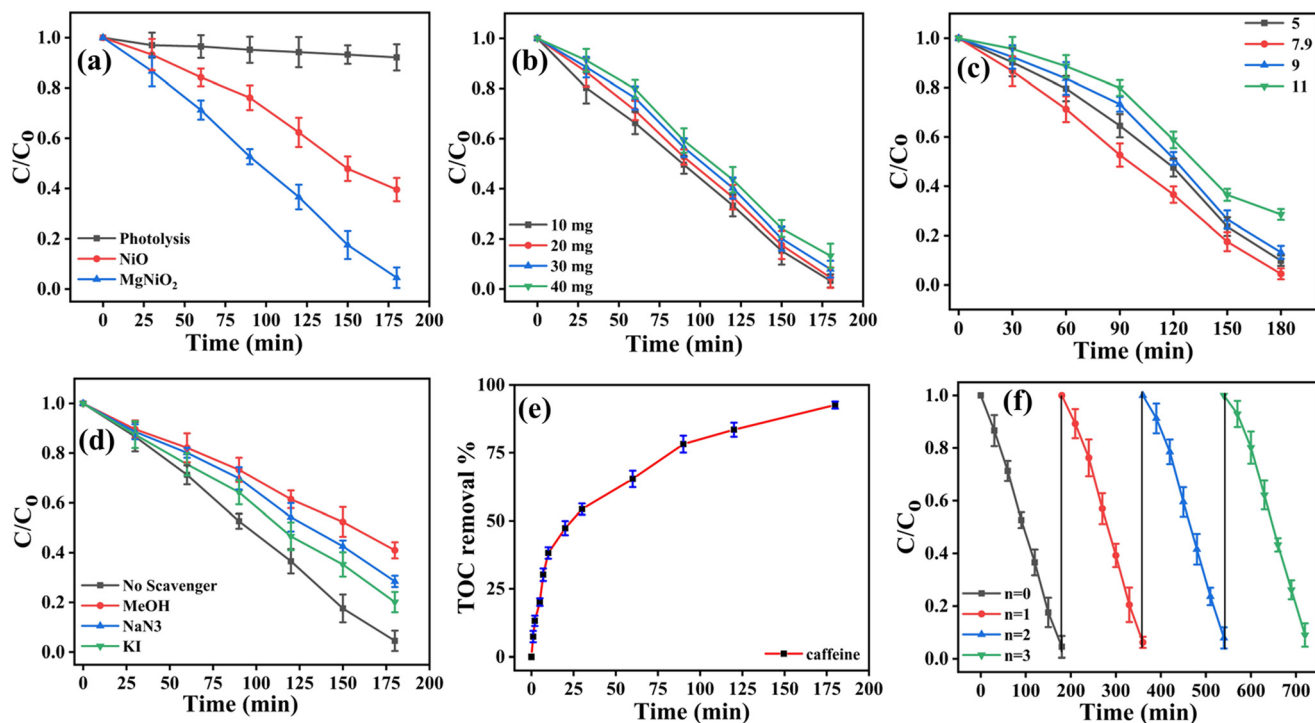 (a)
C/C₀
1.0
0.8
0.6
0.4
0.2
0.0
Photolysis
NiO
MgNiO₂
0 25 50 75 100 125 150 175 200
Time (min)
(b)
C/C₀
1.0
0.8
0.6
0.4
0.2
0.0
10 mg
20 mg
30 mg
40 mg
0 25 50 75 100 125 150 175 200
Time (min)
(c)
5
7.9
9
11
C/Co
1.0
0.8
0.6
0.4
0.2
0.0
0 30 60 90 120 150 180
Time (min)
(d)
C/C₀
1.0
0.8
0.6
0.4
0.2
0.0
No Scavenger
MeOH
NaN3
KI
0 25 50 75 100 125 150 175 200
Time (min)
(e)
TOC removal %
100
75
50
25
0
caffeine
0 25 50 75 100 125 150 175
Time (min)
(f)
C/C₀
1.0
0.8
0.6
0.4
0.2
0.0
n=0
n=1
n=2
n=3
0 100 200 300 400 500 600 700
Time (min)